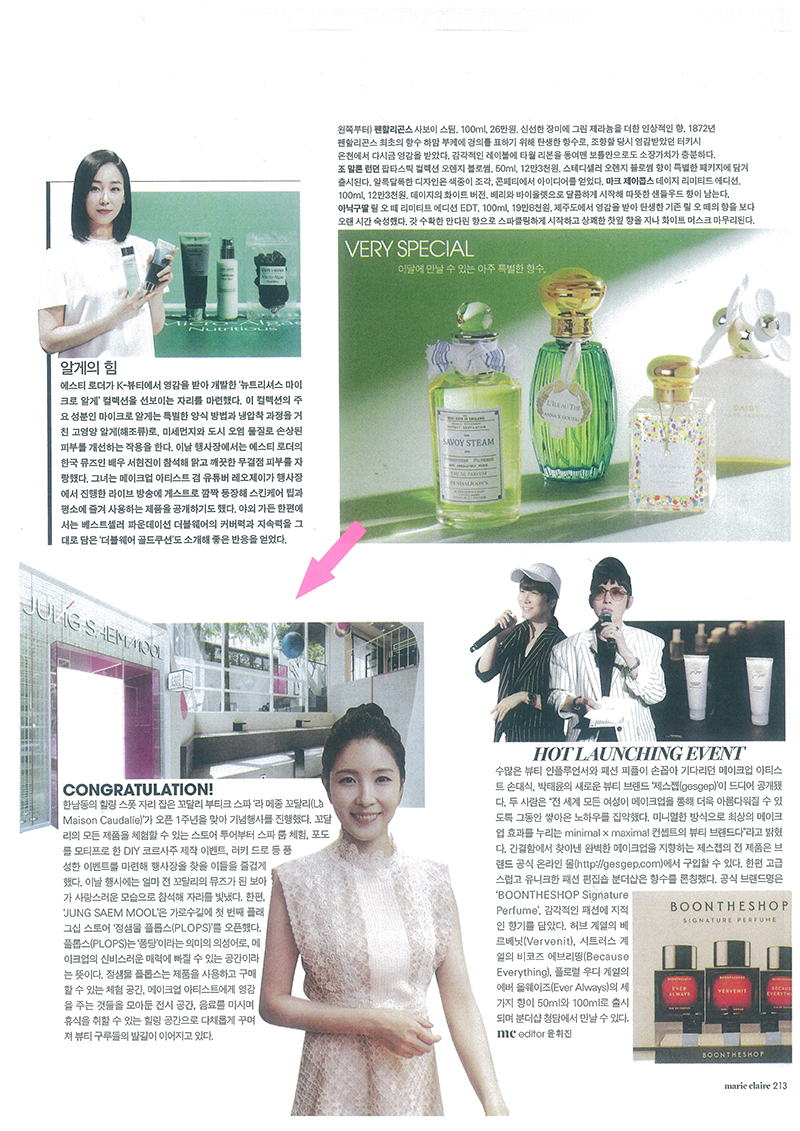 왼쪽부터) 펜할리곤스 사보이 스팀, 100ml, 26만원. 신선한 장미에 그린 제라늄을 더한 인상적인 향. 1872년
펜할리곤스 최초의 향수 하맘 부케에 경의를 표하기 위해 탄생한 향수로, 조향할 당시 영감받았던 터키시
온천에서 다시금 영감을 받았다. 감각적인 레이블에 타월 리본을 동여맨 보틀만으로도 소장가치가 충분하다.
조 말론 런던 팝타스틱 컬렉션 오렌지 블로썸, 50ml, 12만3천원. 스테디셀러 오렌지 블로썸 향이 특별한 패키지에 담겨
출시된다. 알록달록한 디자인은 색종이 조각, 콘페티에서 아이디어를 얻었다. 마크 제이콥스 데이지 리미티드 에디션,
100ml, 12만3천원. 데이지의 화이트 버전. 베리와 바이올렛으로 달콤하게 시작해 따뜻한 샌들우드 향이 남는다.
아닉구딸 륄 오 떼 리미티트 에디션 EDT, 100ml, 19만8천원. 제주도에서 영감을 받아 탄생한 기존 륄 오 떼의 향을 보다
오랜 시간 숙성했다. 갓 수확한 만다린 향으로 스파클링하게 시작하고 상쾌한 찻잎 향을 지나 화이트 머스크 마무리된다.
VERY SPECIAL
이달에 만날 수 있는 아주 특별한 향수.
L'ILE AU THÉ
ANNICK GOUTAL
SAVOY STEAM
EAU DE PARFUM
PENHALIGON'S
DAISY
Micro-Algae
Nutritious
알게의 힘
에스티 로더가 K-뷰티에서 영감을 받아 개발한 '뉴트리셔스 마이
크로 알게' 컬렉션을 선보이는 자리를 마련했다. 이 컬렉션의 주
요 성분인 마이크로 알게는 특별한 양식 방법과 냉압착 과정을 거
친 고영양 알게(해조류)로, 미세먼지와 도시 오염 물질로 손상된
피부를 개선하는 작용을 한다. 이날 행사장에서는 에스티 로더의
한국 뮤즈인 배우 서현진이 참석해 맑고 깨끗한 무결점 피부를 자
랑했다. 그녀는 메이크업 아티스트 겸 유튜버 레오제이가 행사장
에서 진행한 라이브 방송에 게스트로 깜짝 등장해 스킨케어 팁과
평소에 즐겨 사용하는 제품을 공개하기도 했다. 야외 가든 한편에
서는 베스트셀러 파운데이션 더블웨어의 커버력과 지속력을 그
대로 담은 '더블웨어 골드쿠션'도 소개해 좋은 반응을 얻었다.
JUNG SAEM MOOL
CONGRATULATION!
한남동의 힐링 스폿 자리 잡은 꼬달리 부티크 스파 '라 메종 꼬달리(La
Maison Caudalie)'가 오픈 1주년을 맞아 기념행사를 진행했다. 꼬달
리의 모든 제품을 체험할 수 있는 스토어 투어부터 스파 룸 체험, 포도
를 모티프로 한 DIY 코르사주 제작 이벤트, 러키 드로 등 풍
성한 이벤트를 마련해 행사장을 찾을 이들을 즐겁게
했다. 이날 행사에는 얼마 전 꼬달리의 뮤즈가 된 보아
가 사랑스러운 모습으로 참석해 자리를 빛냈다. 한편,
'JUNG SAEM MOOL'은 가로수길에 첫 번째 플래
그십 스토어 '정샘물 플롭스(PLOPS)'를 오픈했다.
플롭스(PLOPS)는 '퐁당'이라는 의미의 의성어로, 메
이크업의 신비스러운 매력에 빠질 수 있는 공간이라
는 뜻이다. 정샘물 플롭스는 제품을 사용하고 구매
할 수 있는 체험 공간, 메이크업 아티스트에게 영감
을 주는 것들을 모아둔 전시 공간, 음료를 마시며
휴식을 취할 수 있는 힐링 공간으로 다채롭게 꾸며
져 뷰티 구루들의 발길이 이어지고 있다.
HOT LAUNCHING EVENT
수많은 뷰티 인플루언서와 패션 피플이 손꼽아 기다리던 메이크업 아티스
트 손대식, 박태윤의 새로운 뷰티 브랜드 '제스젭(gesgep)'이 드디어 공개됐
다. 두 사람은 "전 세계 모든 여성이 메이크업을 통해 더욱 아름다워질 수 있
도록 그동안 쌓아온 노하우를 집약했다. 미니멀한 방식으로 최상의 메이크
업 효과를 누리는 minimal × maximal 컨셉트의 뷰티 브랜드다"라고 밝혔
다. 간결함에서 찾아낸 완벽한 메이크업을 지향하는 제스젭의 전 제품은 브
랜드 공식 온라인 몰(http://gesgep.com)에서 구입할 수 있다. 한편 고급
스럽고 유니크한 패션 편집숍 분더샵은 향수를 론칭했다. 공식 브랜드명은
'BOONTHESHOP Signature
Perfume'. 감각적인 패션에 지적
인 향기를 담았다. 허브 계열의 베
르베닛(Vervenit), 시트러스 계
열의 비코즈 에브리띵(Because
Everything), 플로럴 우디 계열의
에버 올웨이즈(Ever Always)의 세
가지 향이 50ml와 100ml로 출시
되며 분더샵 청담에서 만날 수 있다.
mc editor 윤휘진
BOONTHESHOP
SIGNATURE PERFUME
EVER
ALWAYS
VERVENIT
BECAUSE
EVERYTHING
BOONTHESHOP
marie claire 213